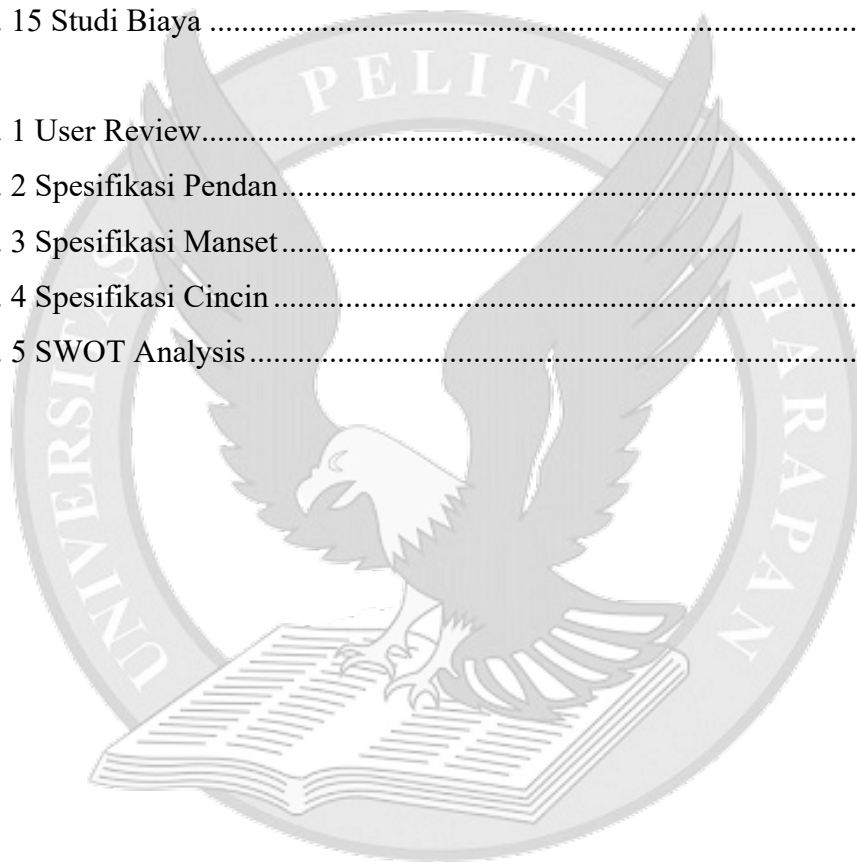 . 15 Studi Biaya ....................................................................................
. 1 User Review.....................................................................................
. 2 Spesifikasi Pendan ............................................................................
. 3 Spesifikasi Manset............................................................................
. 4 Spesifikasi Cincin .............................................................................
. 5 SWOT Analysis................................................................................
UNIVERSITAS PELITA HARAPAN